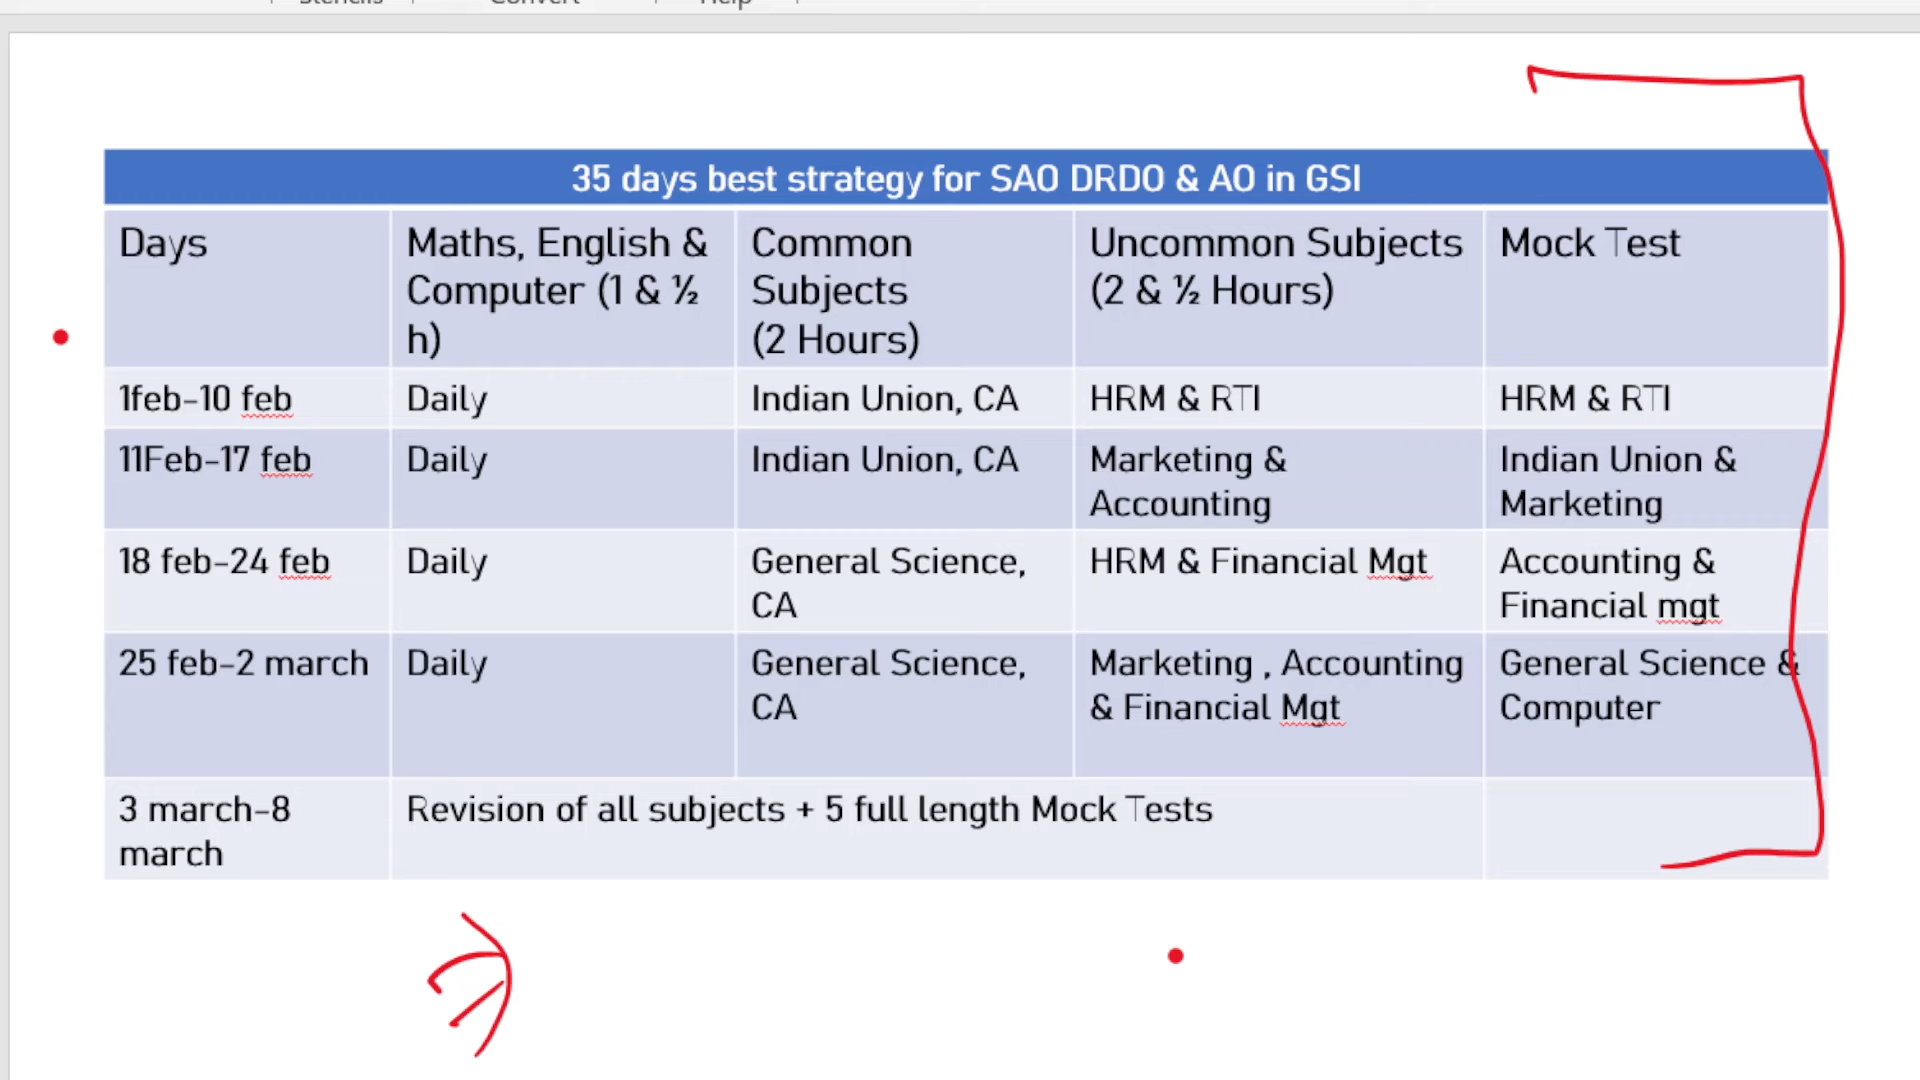 Stencils Convert Help
35 days best strategy for SAO DRDO & AO in GSI
Days
Maths, English &
Computer (1 & ½
h)
Common
Subjects
(2 Hours)
Uncommon Subjects
(2 & ½ Hours)
Mock Test
1feb-10 feb
Daily
Indian Union, CA
HRM & RTI
HRM & RTI
11Feb-17 feb
Daily
Indian Union, CA
Marketing &
Accounting
Indian Union &
Marketing
18 feb-24 feb
Daily
General Science,
CA
HRM & Financial Mgt
Accounting &
Financial mgt
25 feb-2 march
Daily
General Science,
CA
Marketing , Accounting
& Financial Mgt
General Science &
Computer
3 march-8
march
Revision of all subjects + 5 full length Mock Tests